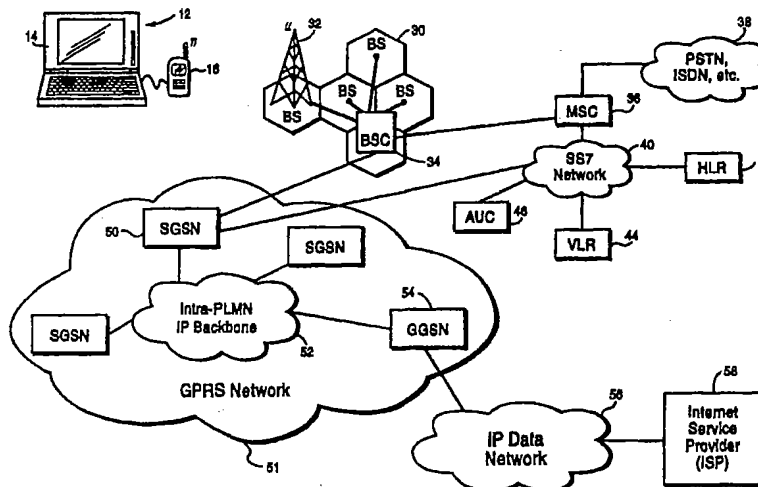 12
14
16
32
30
BS
BS
BS
BS
BSC
34
38
PSTN,
ISDN, etc.
MSC
36
40
SS7
Network
HLR
AUC
46
VLR
44
50
SGSN
SGSN
SGSN
Intra-PLMN
IP Backbone
52
54
GGSN
GPRS Network
51
56
IP Data
Network
58
Internet
Service
Provider
(ISP)